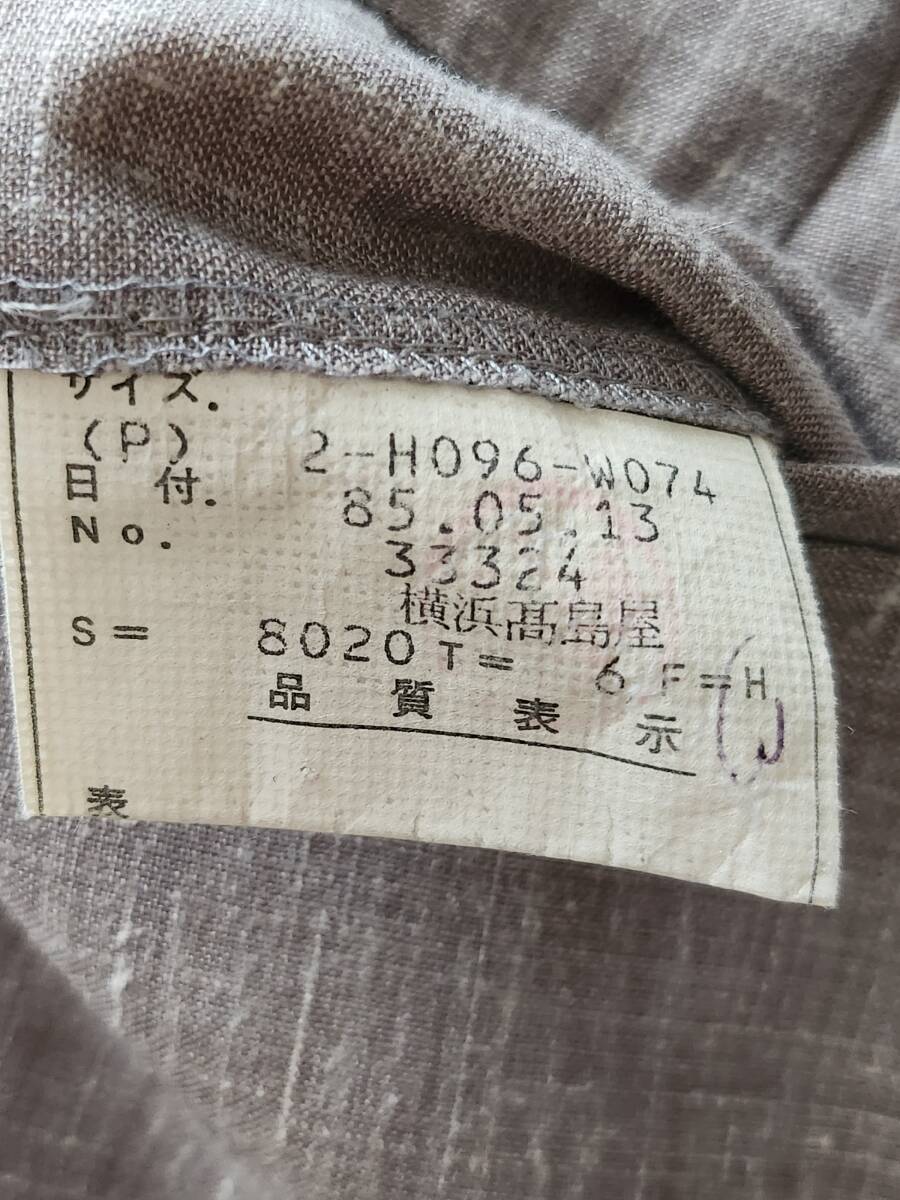 サイズ.
(P) 2-H096-W074
日 付. 85.05.13
No. 33324
横浜髙島屋
S= 8020 T= 6 F=H
品 質 表 示
表